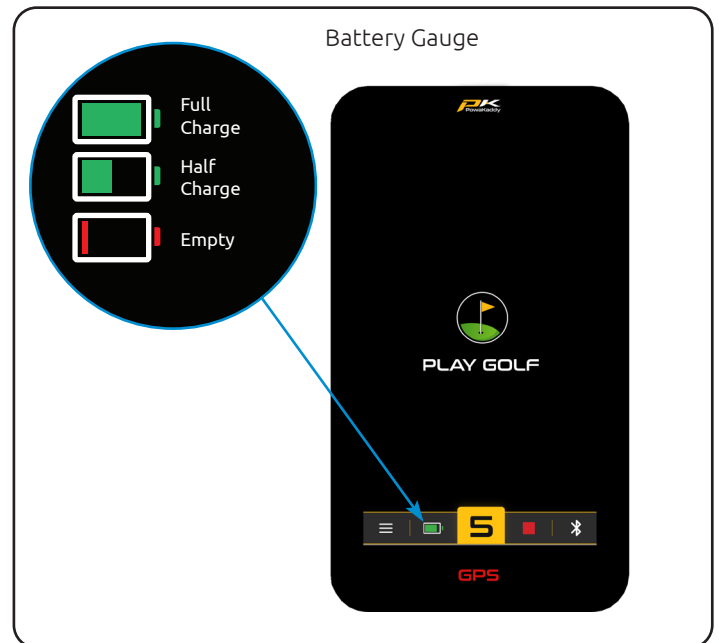 Battery Gauge
Full
Charge
Half
Charge
Empty
PK
PowaKaddy
PLAY GOLF
5
GPS